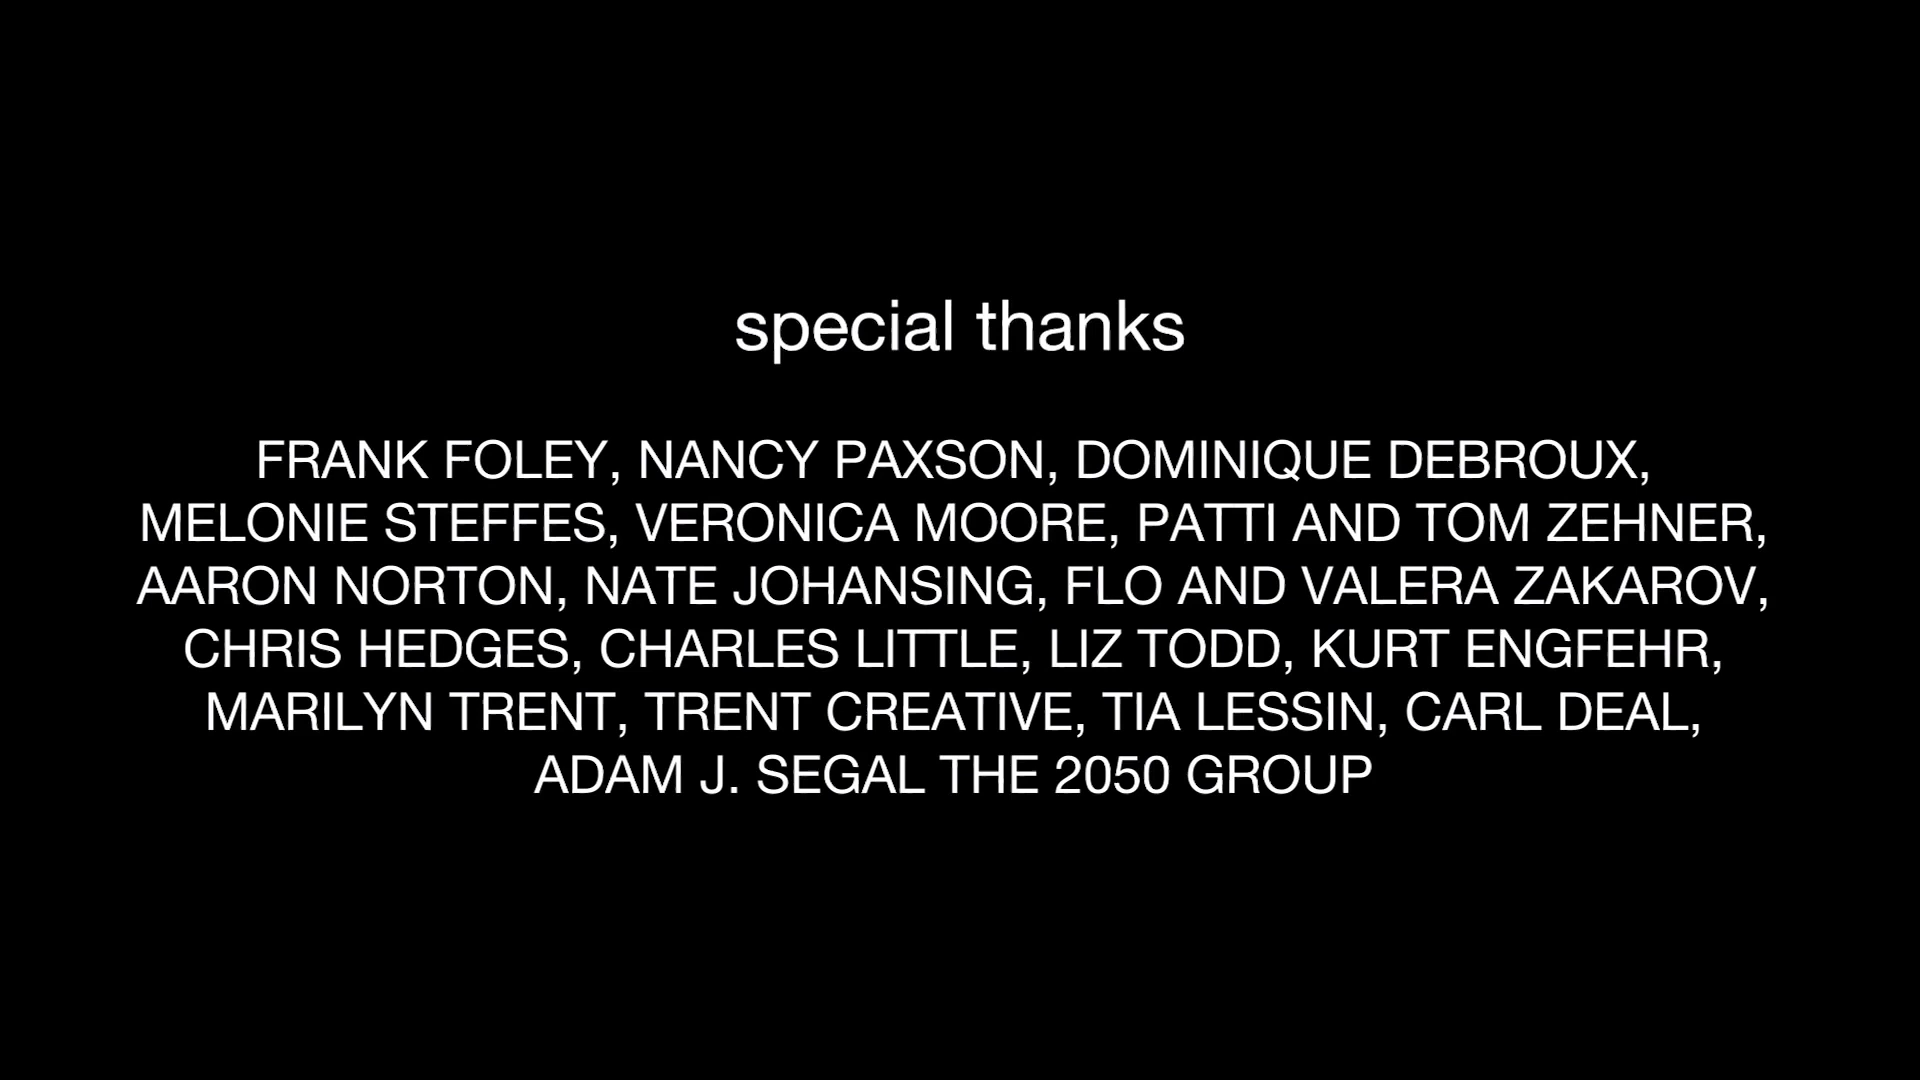 special thanks
FRANK FOLEY, NANCY PAXSON, DOMINIQUE DEBROUX,
MELONIE STEFFES, VERONICA MOORE, PATTI AND TOM ZEHNER,
AARON NORTON, NATE JOHANSING, FLO AND VALERA ZAKAROV,
CHRIS HEDGES, CHARLES LITTLE, LIZ TODD, KURT ENGFEHR,
MARILYN TRENT, TRENT CREATIVE, TIA LESSIN, CARL DEAL,
ADAM J. SEGAL THE 2050 GROUP